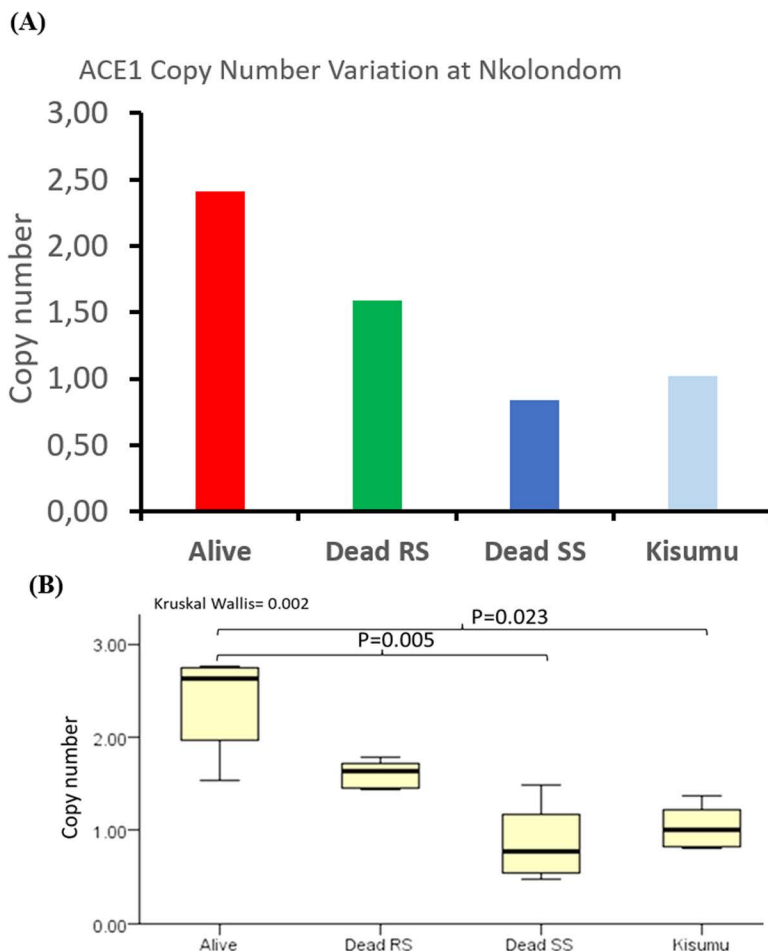 (A)
ACE1 Copy Number Variation at Nkolondom
3,00
2,50
2,00
1,50
1,00
0,50
0,00
Copy number
Alive Dead RS Dead SS Kisumu
(B)
Kruskal Wallis= 0.002
P=0.023
P=0.005
3.00
2.00
1.00
0.00
Copy number
Alive Dead RS Dead SS Kisumu